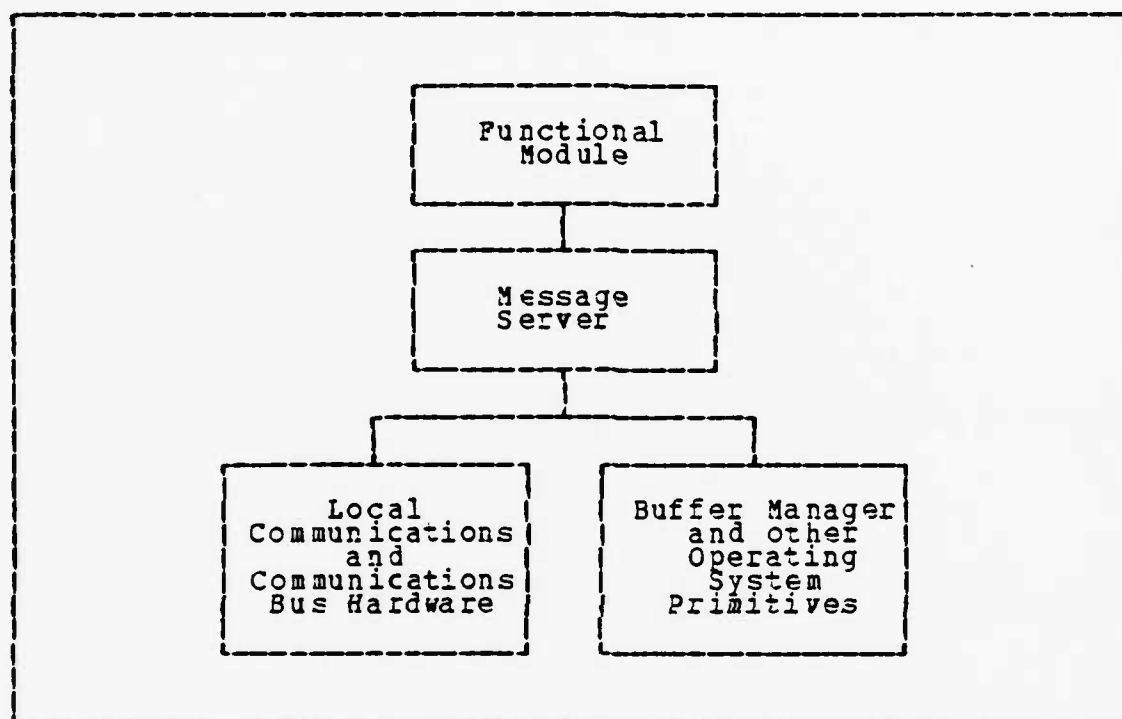 Functional
Module
Message
Server
Local
Communications
and
Communications
Bus Hardware
Buffer Manager
and other
Operating
System
Primitives